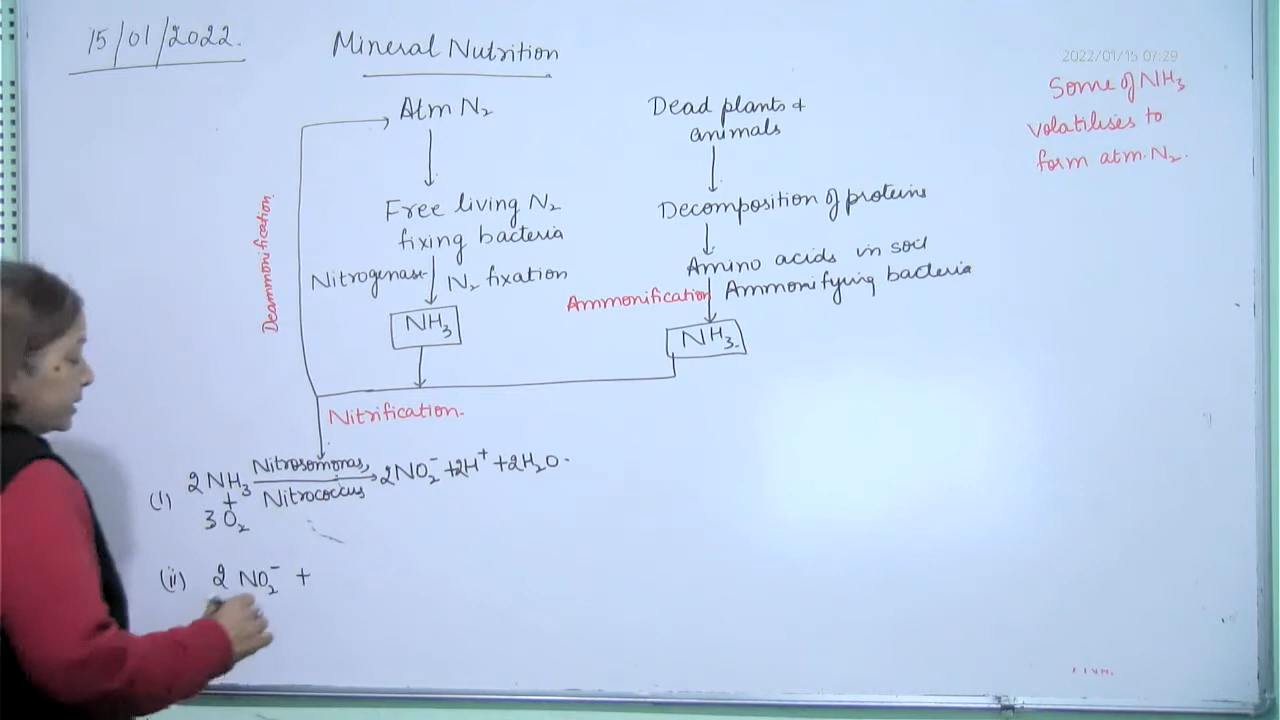 15/01/2022.
Mineral Nutrition
2022/01/15 07:29
Some of NH₃
volatilises to
form atm. N₂.
Atm N₂
Free living N₂
fixing bacteria
Nitrogenase N₂ fixation
NH₃
Deammonification
Dead plants +
animals
Decomposition of proteins
Amino acids in soil
Ammonification Ammonifying bacteria
NH₃.
Nitrification.
(i) 2NH₃ + 3O₂ Nitrosomonas, Nitrococcus 2NO₂⁻ + 2H⁺ + 2H₂O.
(ii) 2 NO₂⁻ +